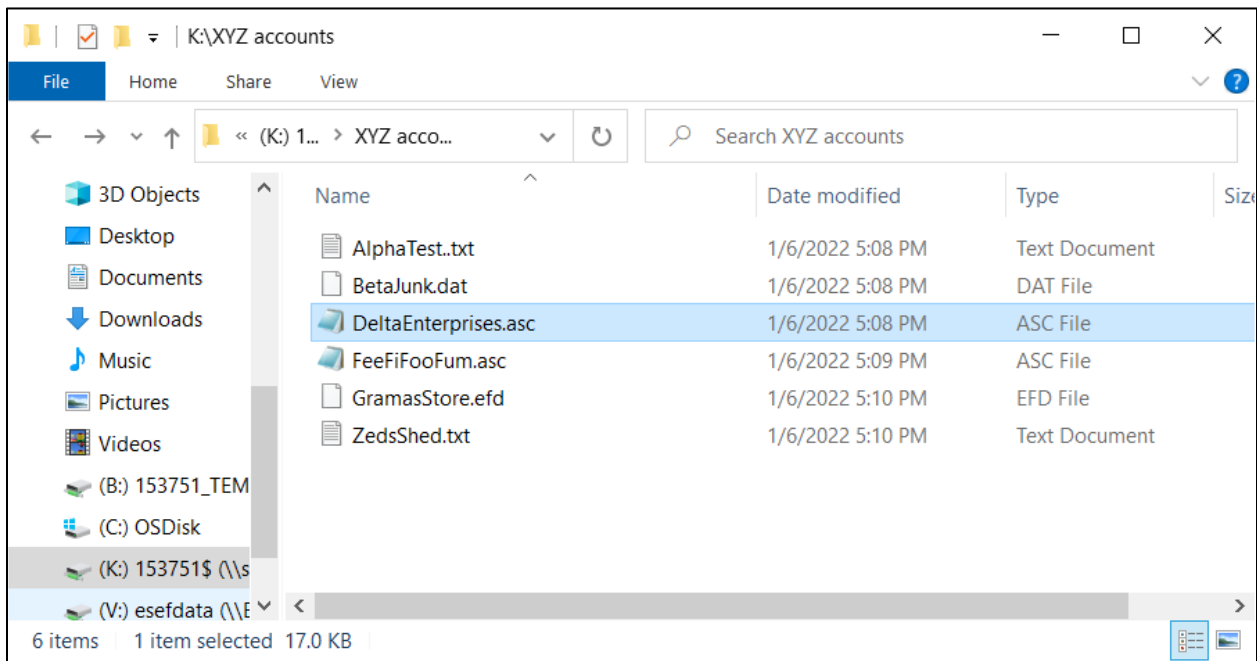 K:\XYZ accounts
File Home Share View
« (K:) 1... > XYZ acco... Search XYZ accounts
3D Objects
Desktop
Documents
Downloads
Music
Pictures
Videos
(B:) 153751_TEM
(C:) OSDisk
(K:) 153751$ (\\s
(V:) esefdata (\\E
Name Date modified Type Size
AlphaTest..txt 1/6/2022 5:08 PM Text Document
BetaJunk.dat 1/6/2022 5:08 PM DAT File
DeltaEnterprises.asc 1/6/2022 5:08 PM ASC File
FeeFiFooFum.asc 1/6/2022 5:09 PM ASC File
GramasStore.efd 1/6/2022 5:10 PM EFD File
ZedsShed.txt 1/6/2022 5:10 PM Text Document
6 items 1 item selected 17.0 KB